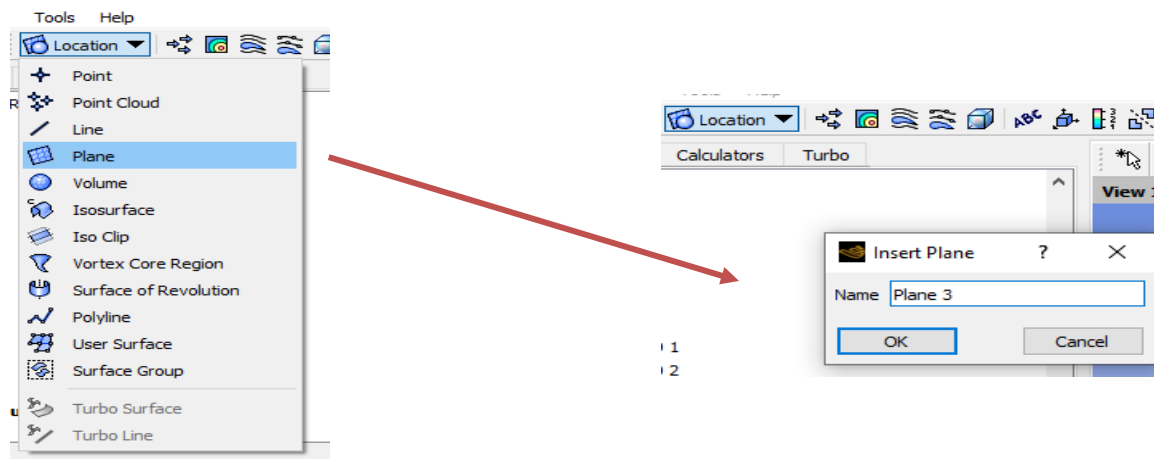 Tools Help
Location
Point
Point Cloud
Line
Plane
Volume
Isosurface
Iso Clip
Vortex Core Region
Surface of Revolution
Polyline
User Surface
Surface Group
Turbo Surface
Turbo Line
Location
ABC
Calculators Turbo
View 1
Insert Plane ? 
Name Plane 3
OK Cancel
1
2